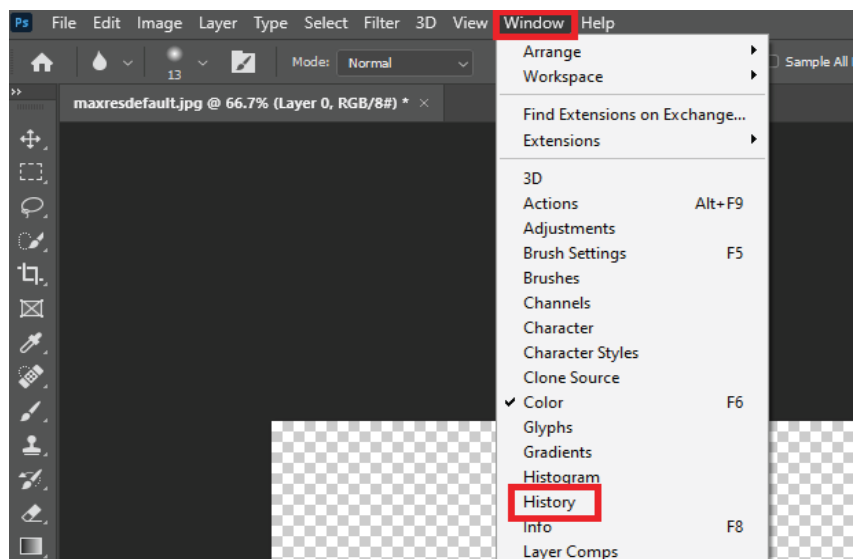 Ps File Edit Image Layer Type Select Filter 3D View Window Help
13 Mode: Normal Sample All
maxresdefault.jpg @ 66.7% (Layer 0, RGB/8#) * ×
Arrange
Workspace
Find Extensions on Exchange...
Extensions
3D
Actions Alt+F9
Adjustments
Brush Settings F5
Brushes
Channels
Character
Character Styles
Clone Source
Color F6
Glyphs
Gradients
Histogram
History
Info F8
Layer Comps